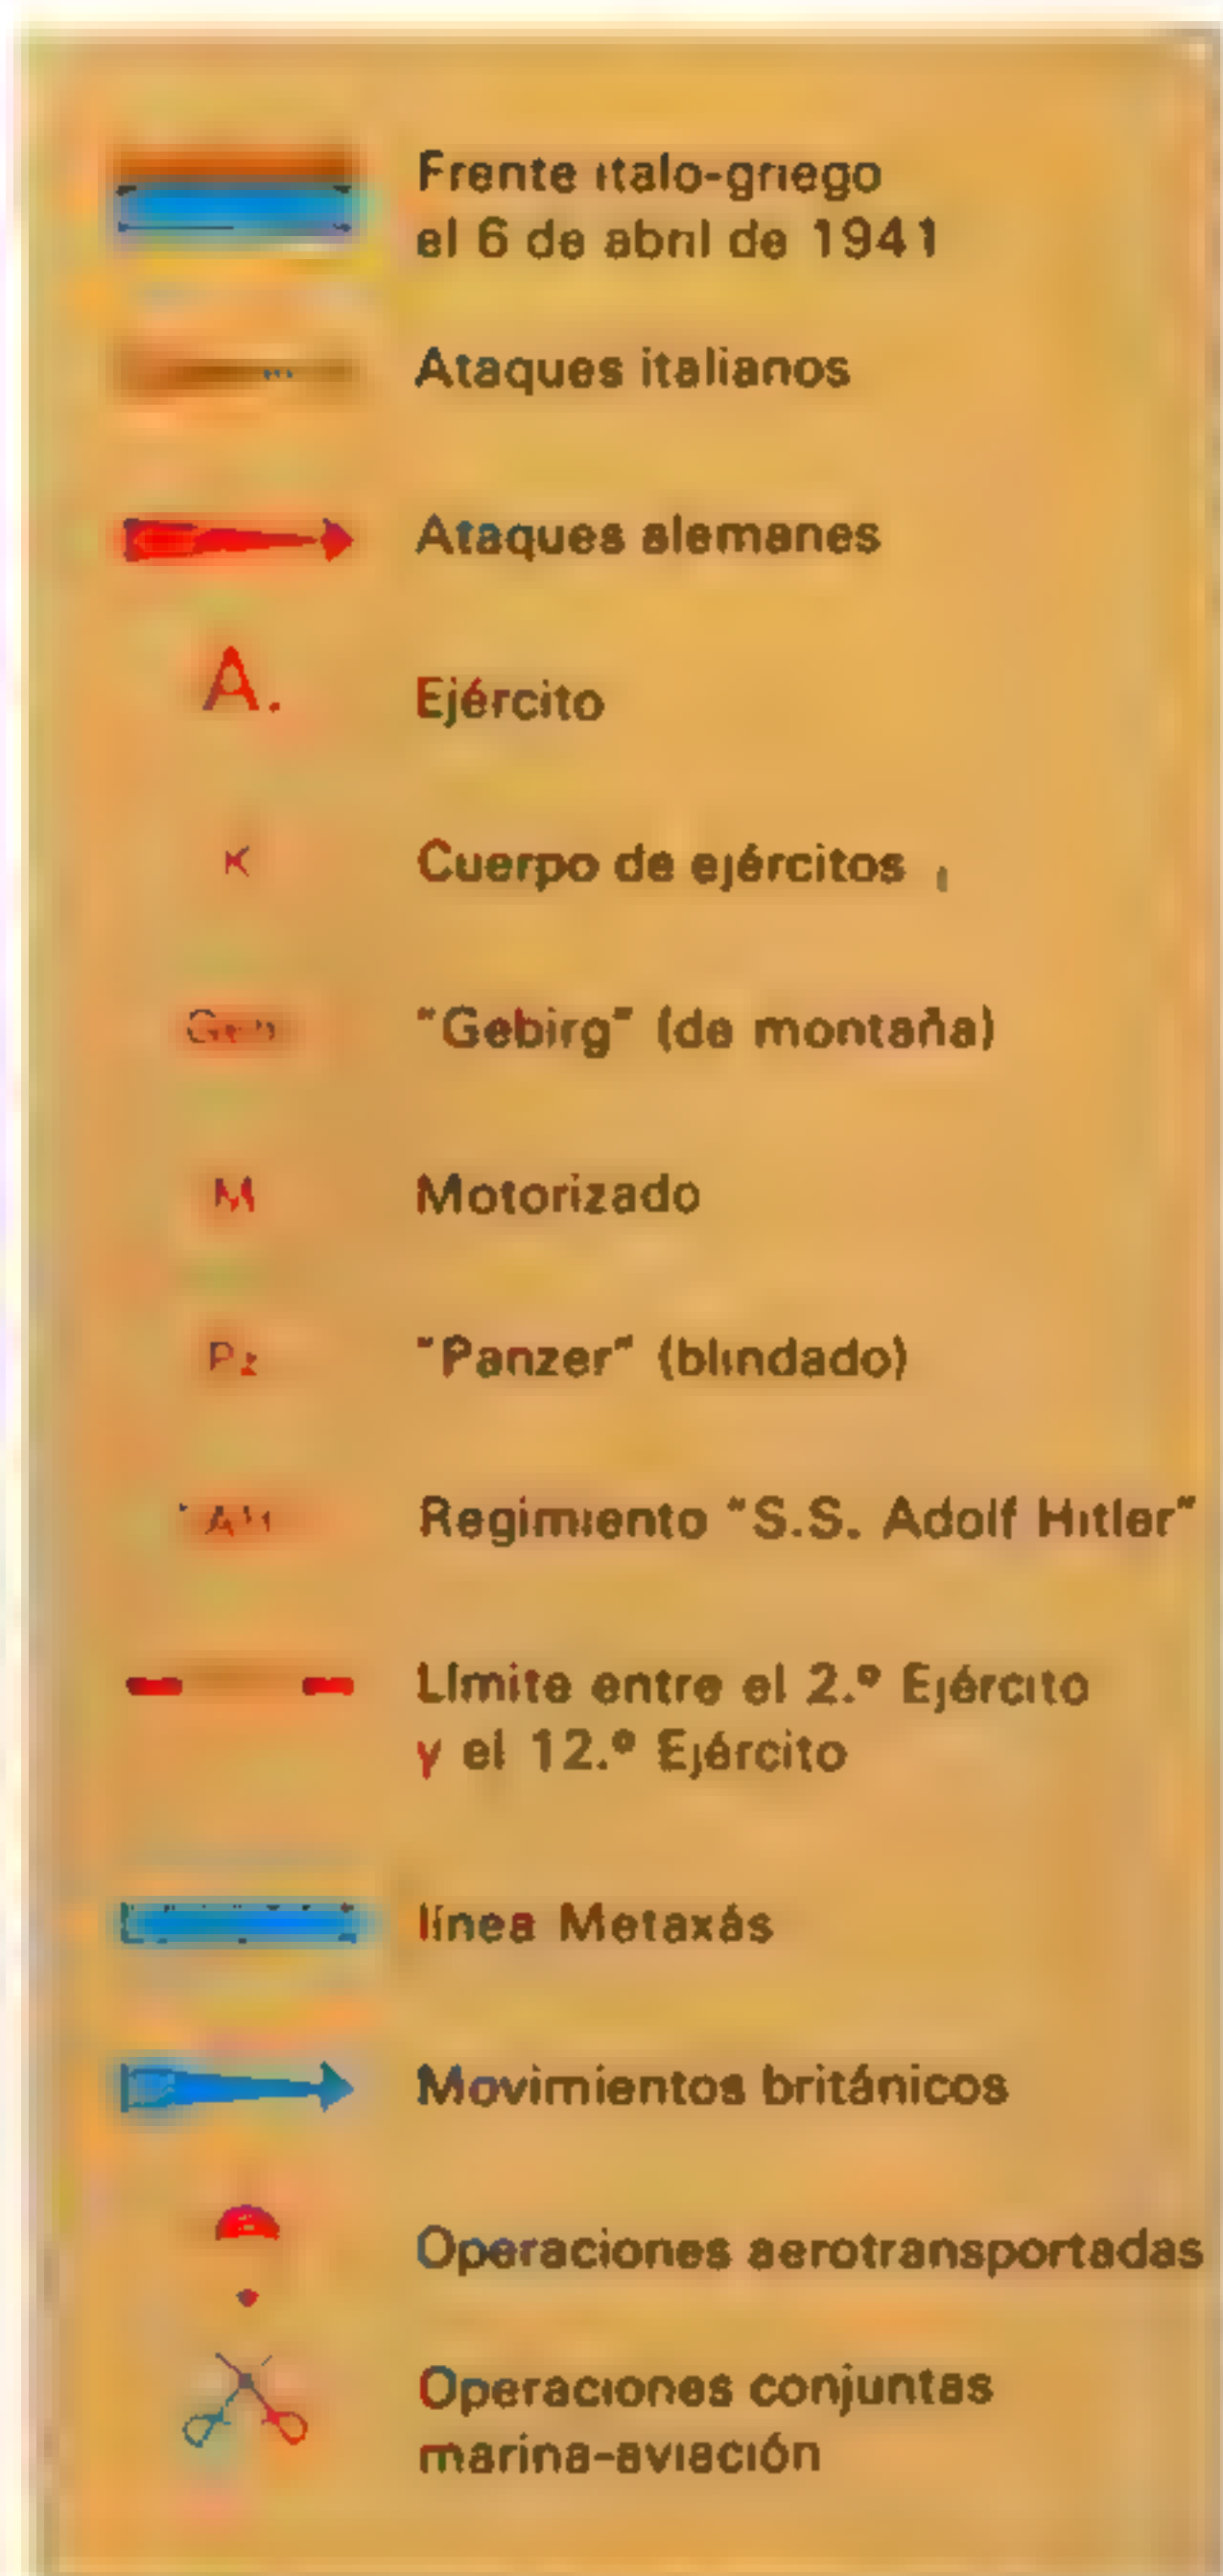 Frente italo-griego
el 6 de abril de 1941
Ataques italianos
Ataques alemanes
A. Ejército
K Cuerpo de ejércitos
"Gebirg" (de montaña)
M Motorizado
Pz "Panzer" (blindado)
Regimiento "S.S. Adolf Hitler"
Límite entre el 2.º Ejército
y el 12.º Ejército
línea Metaxás
Movimientos británicos
Operaciones aerotransportadas
Operaciones conjuntas
marina-aviación